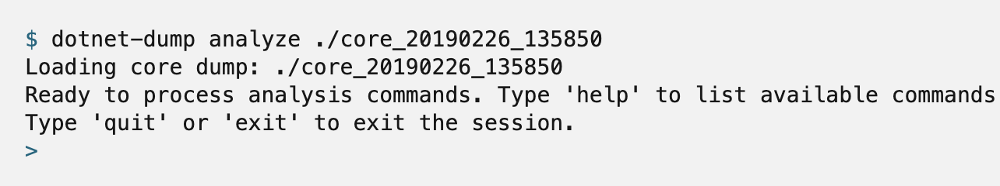 $ dotnet-dump analyze ./core_20190226_135850
Loading core dump: ./core_20190226_135850
Ready to process analysis commands. Type 'help' to list available commands
Type 'quit' or 'exit' to exit the session.
>